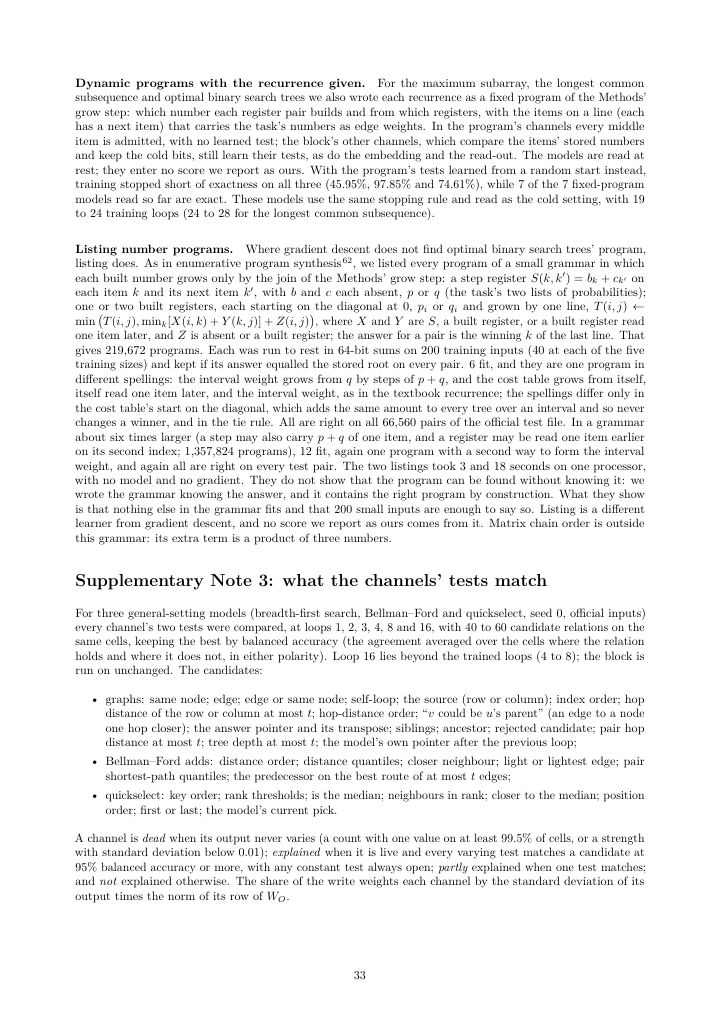 Dynamic programs with the recurrence given. For the maximum subarray, the longest common
subsequence and optimal binary search trees we also wrote each recurrence as a fixed program of the Methods'
grow step: which number each register pair builds and from which registers, with the items on a line (each
has a next item) that carries the task's numbers as edge weights. In the program's channels every middle
item is admitted, with no learned test; the block's other channels, which compare the items' stored numbers
and keep the cold bits, still learn their tests, as do the embedding and the read-out. The models are read at
rest; they enter no score we report as ours. With the program's tests learned from a random start instead,
training stopped short of exactness on all three (45.95%, 97.85% and 74.61%), while 7 of the 7 fixed-program
models read so far are exact. These models use the same stopping rule and read as the cold setting, with 19
to 24 training loops (24 to 28 for the longest common subsequence).
Listing number programs. Where gradient descent does not find optimal binary search trees' program,
listing does. As in enumerative program synthesis⁶², we listed every program of a small grammar in which
each built number grows only by the join of the Methods' grow step: a step register S(k, k′) = bₖ + cₖ′ on
each item k and its next item k′, with b and c each absent, p or q (the task's two lists of probabilities);
one or two built registers, each starting on the diagonal at 0, pᵢ or qᵢ and grown by one line, T(i, j) ←
min (T(i, j), minₖ[X(i, k) + Y(k, j)] + Z(i, j)), where X and Y are S, a built register, or a built register read
one item later, and Z is absent or a built register; the answer for a pair is the winning k of the last line. That
gives 219,672 programs. Each was run to rest in 64-bit sums on 200 training inputs (40 at each of the five
training sizes) and kept if its answer equalled the stored root on every pair. 6 fit, and they are one program in
different spellings: the interval weight grows from q by steps of p + q, and the cost table grows from itself,
itself read one item later, and the interval weight, as in the textbook recurrence; the spellings differ only in
the cost table's start on the diagonal, which adds the same amount to every tree over an interval and so never
changes a winner, and in the tie rule. All are right on all 66,560 pairs of the official test file. In a grammar
about six times larger (a step may also carry p + q of one item, and a register may be read one item earlier
on its second index; 1,357,824 programs), 12 fit, again one program with a second way to form the interval
weight, and again all are right on every test pair. The two listings took 3 and 18 seconds on one processor,
with no model and no gradient. They do not show that the program can be found without knowing it: we
wrote the grammar knowing the answer, and it contains the right program by construction. What they show
is that nothing else in the grammar fits and that 200 small inputs are enough to say so. Listing is a different
learner from gradient descent, and no score we report as ours comes from it. Matrix chain order is outside
this grammar: its extra term is a product of three numbers.
Supplementary Note 3: what the channels' tests match
For three general-setting models (breadth-first search, Bellman–Ford and quickselect, seed 0, official inputs)
every channel's two tests were compared, at loops 1, 2, 3, 4, 8 and 16, with 40 to 60 candidate relations on the
same cells, keeping the best by balanced accuracy (the agreement averaged over the cells where the relation
holds and where it does not, in either polarity). Loop 16 lies beyond the trained loops (4 to 8); the block is
run on unchanged. The candidates:
• graphs: same node; edge; edge or same node; self-loop; the source (row or column); index order; hop
distance of the row or column at most t; hop-distance order; “v could be u's parent” (an edge to a node
one hop closer); the answer pointer and its transpose; siblings; ancestor; rejected candidate; pair hop
distance at most t; tree depth at most t; the model's own pointer after the previous loop;
• Bellman–Ford adds: distance order; distance quantiles; closer neighbour; light or lightest edge; pair
shortest-path quantiles; the predecessor on the best route of at most t edges;
• quickselect: key order; rank thresholds; is the median; neighbours in rank; closer to the median; position
order; first or last; the model's current pick.
A channel is dead when its output never varies (a count with one value on at least 99.5% of cells, or a strength
with standard deviation below 0.01); explained when it is live and every varying test matches a candidate at
95% balanced accuracy or more, with any constant test always open; partly explained when one test matches;
and not explained otherwise. The share of the write weights each channel by the standard deviation of its
output times the norm of its row of W_O.
33